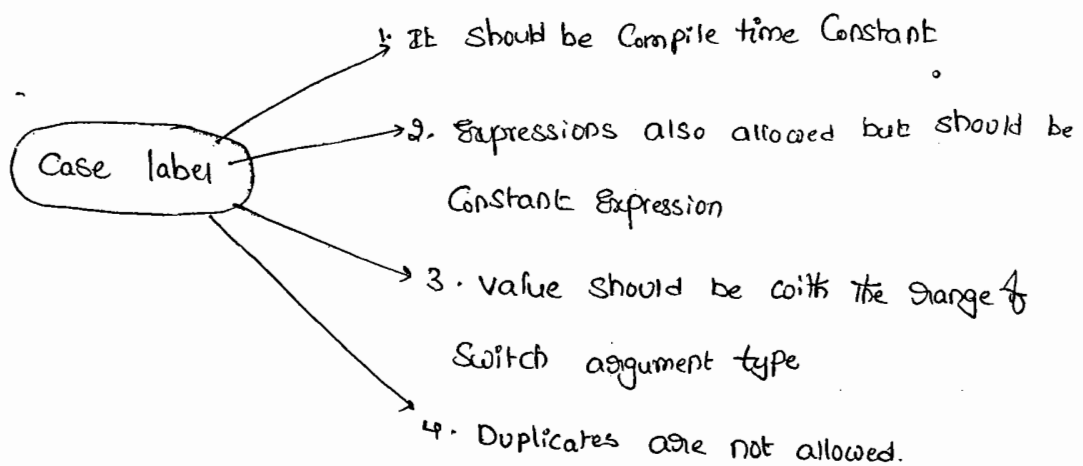 Case label
1. It should be Compile time Constant
2. Expressions also allowed but should be
Constant Expression
3. value should be with the range of
Switch argument type
4. Duplicates are not allowed.